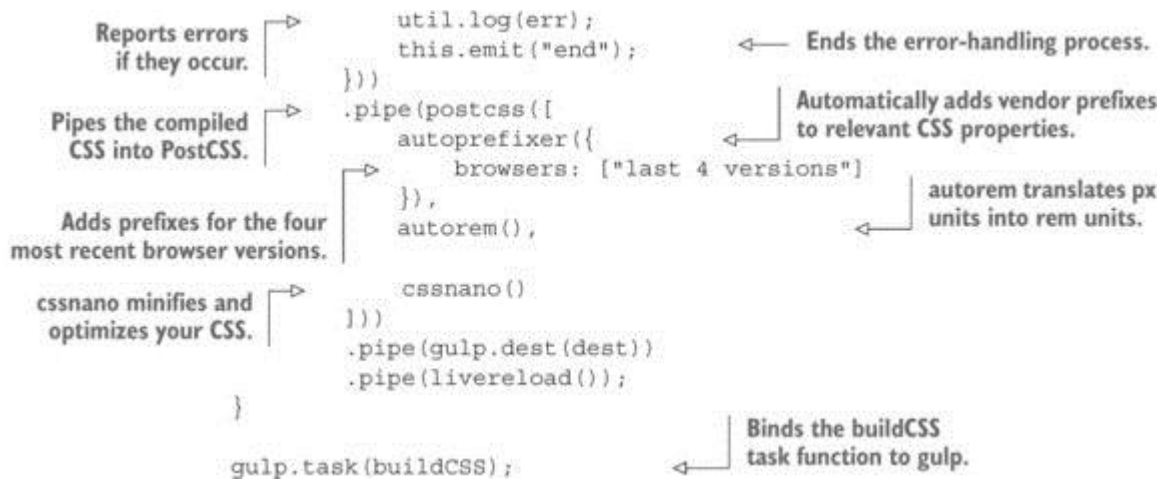 Reports errors
if they occur.
util.log(err);
this.emit("end");
Ends the error-handling process.
}))
Pipes the compiled
CSS into PostCSS.
.pipe(postcss([
Automatically adds vendor prefixes
to relevant CSS properties.
autoprefixer({
browsers: ["last 4 versions"]
Adds prefixes for the four
most recent browser versions.
}),
autorem(),
autorem translates px
units into rem units.
cssnano minifies and
optimizes your CSS.
cssnano()
]))
.pipe(gulp.dest(dest))
.pipe(livereload());
}
gulp.task(buildCSS);
Binds the buildCSS
task function to gulp.